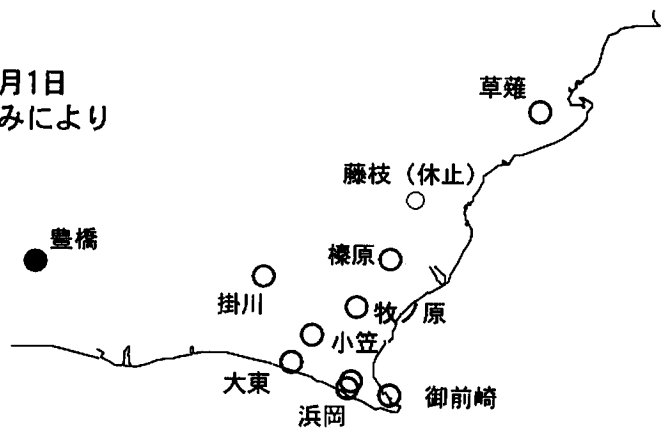 月1日
みにより
草薙
藤枝（休止）
豊橋
榛原
掛川
牧ノ原
小笠
大東
浜岡
御前崎